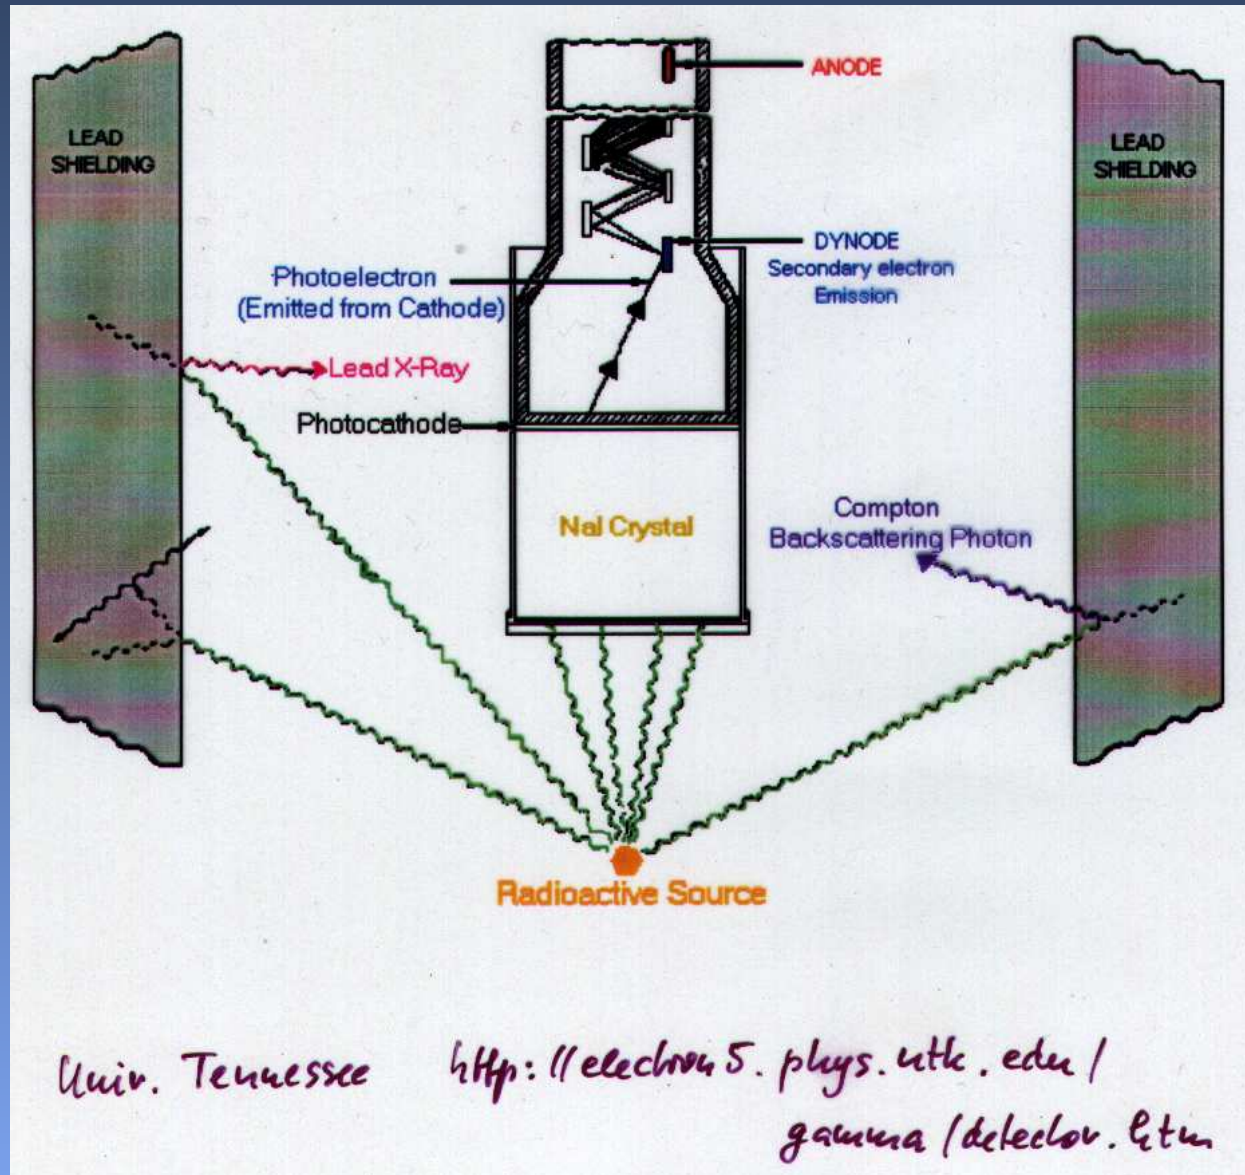 ANODE
LEAD
SHIELDING
LEAD
SHIELDING
DYNODE
Secondary electron
Emission
Photoelectron
(Emitted from Cathode)
Lead X-Ray
Photocathode
NaI Crystal
Compton
Backscattering Photon
Radioactive Source
Univ. Tennessee http://electron5.phys.utk.edu/
gamma/detector.htm